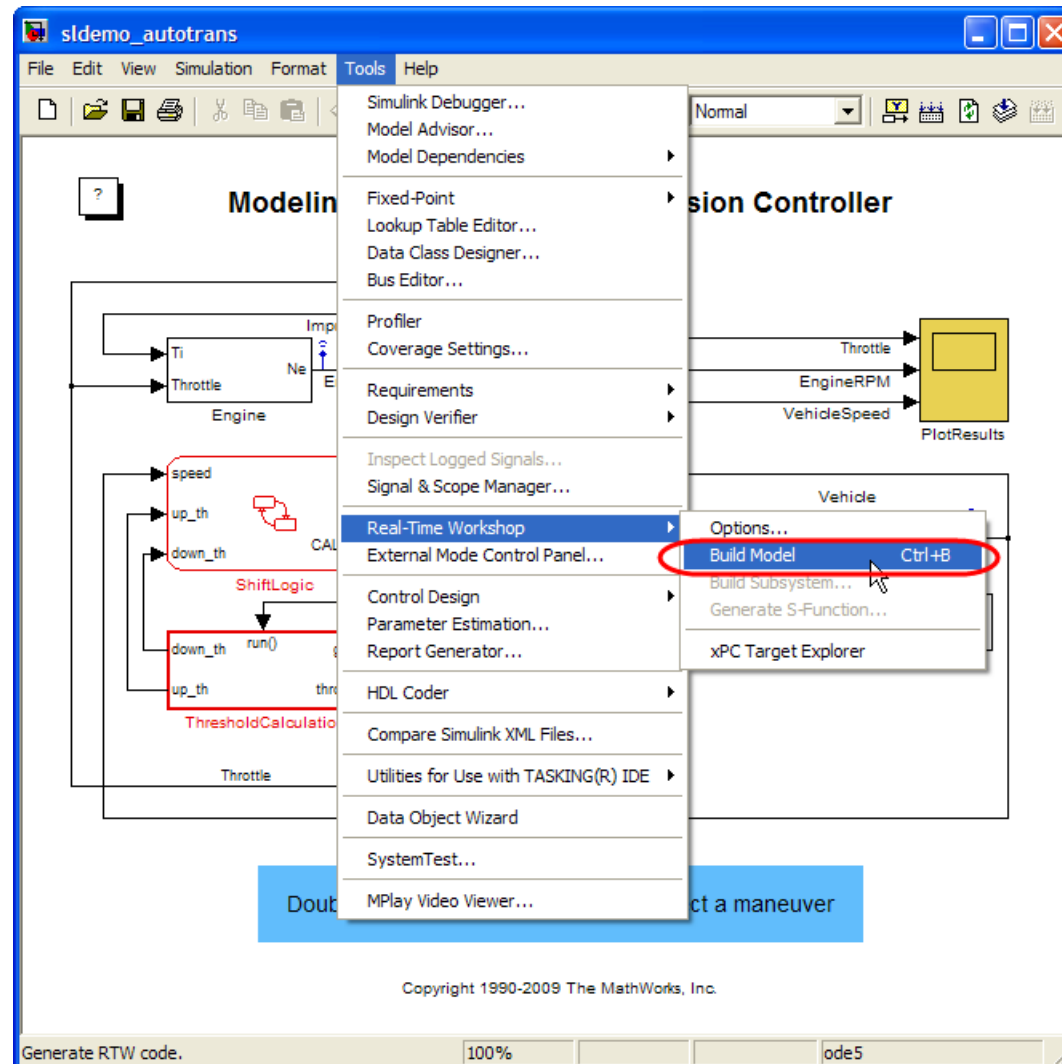 sldemo_autotrans
File Edit View Simulation Format Tools Help
Normal
Simulink Debugger...
Model Advisor...
Model Dependencies
Fixed-Point
Lookup Table Editor...
Data Class Designer...
Bus Editor...
Profiler
Coverage Settings...
Requirements
Design Verifier
Inspect Logged Signals...
Signal & Scope Manager...
Real-Time Workshop
External Mode Control Panel...
Control Design
Parameter Estimation...
Report Generator...
HDL Coder
Compare Simulink XML Files...
Utilities for Use with TASKING(R) IDE
Data Object Wizard
SystemTest...
MPlay Video Viewer...
Options...
Build Model Ctrl+B
Build Subsystem...
Generate S-Function...
xPC Target Explorer
?
Modelin sion Controller
Imp
Ti
Ne
E
Throttle
Engine
Throttle
EngineRPM
VehicleSpeed
PlotResults
speed
up_th
down_th
CAL
ShiftLogic
Vehicle
run()
down_th
up_th
thro
ThresholdCalculatio
Throttle
Doub ct a maneuver
Copyright 1990-2009 The MathWorks, Inc.
Generate RTW code. 100% ode5